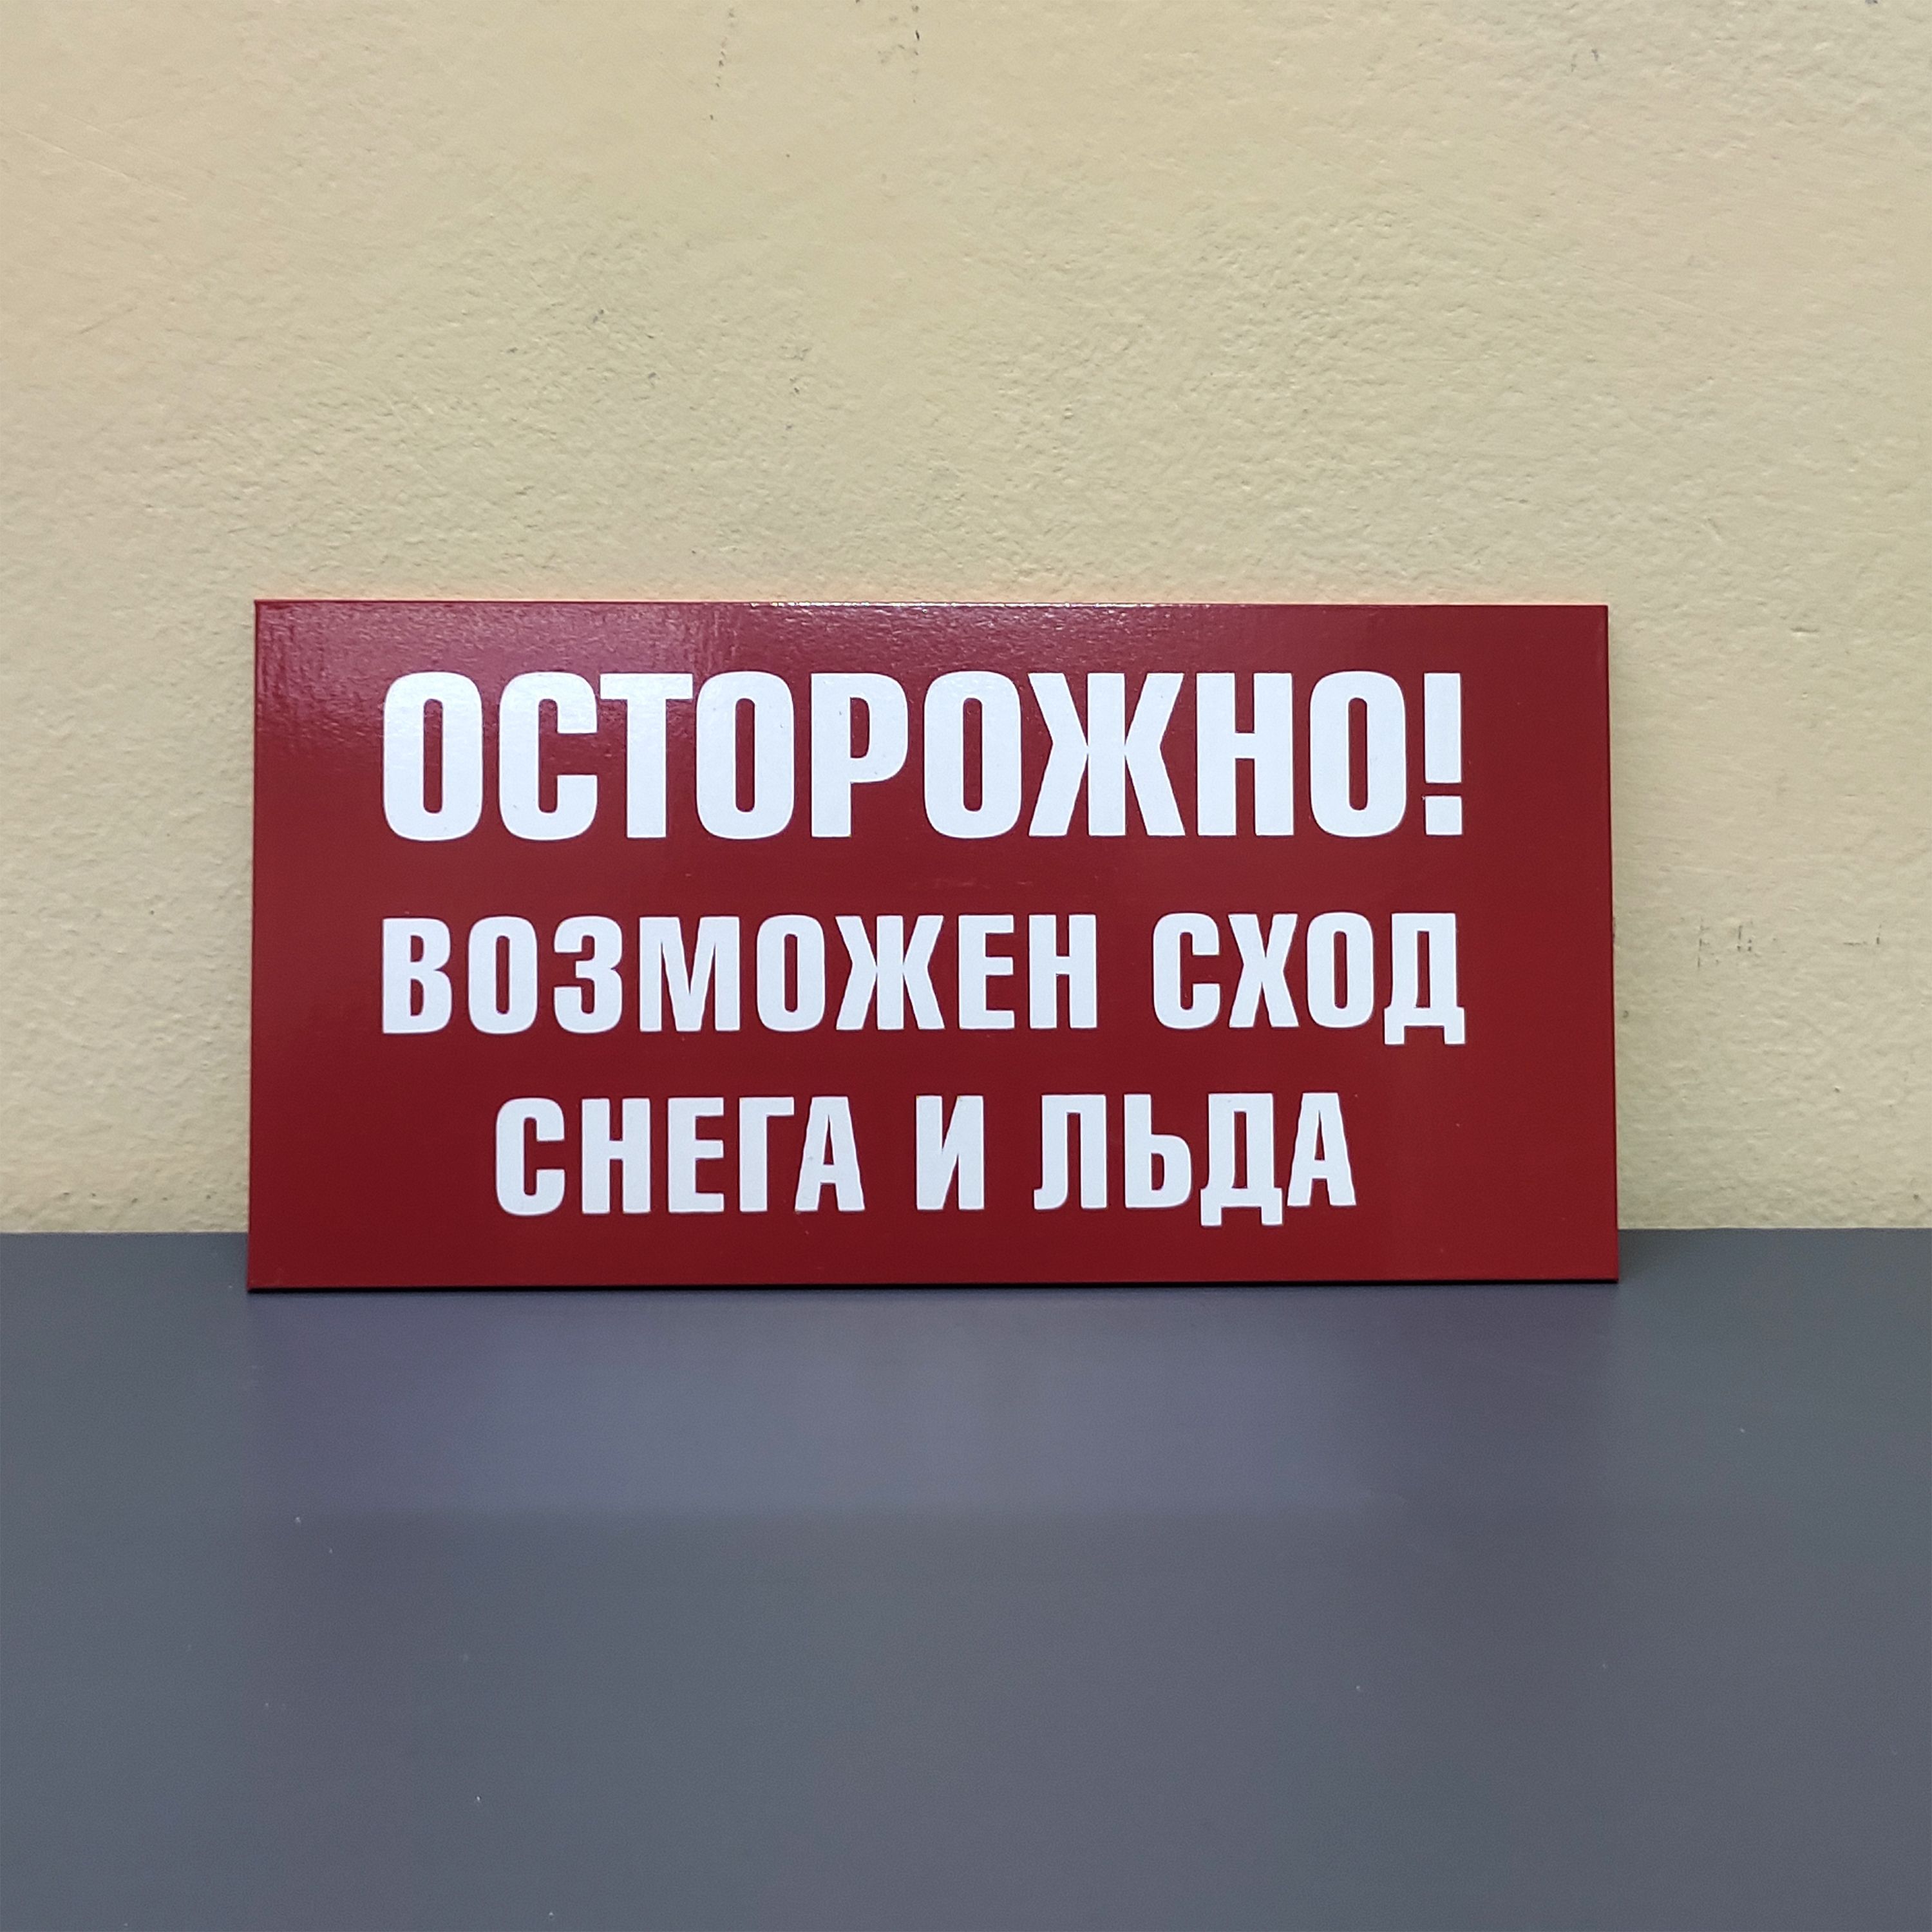 ОСТОРОЖНО!
ВОЗМОЖЕН СХОД
СНЕГА И ЛЬДА